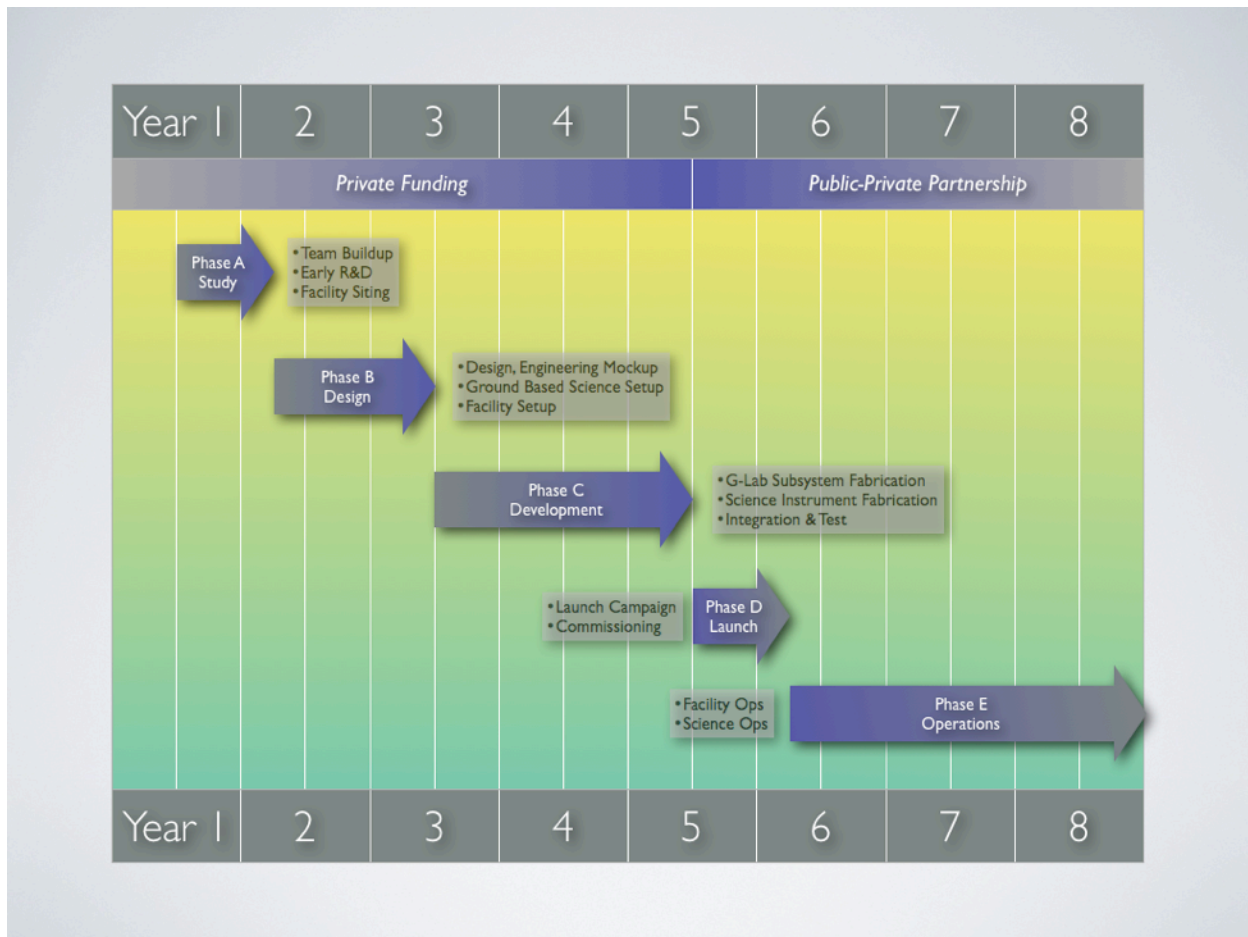 Year 1 2 3 4 5 6 7 8
Private Funding Public-Private Partnership
Phase A
Study
•Team Buildup
•Early R&D
•Facility Siting
Phase B
Design
•Design, Engineering Mockup
•Ground Based Science Setup
•Facility Setup
Phase C
Development
•G-Lab Subsystem Fabrication
•Science Instrument Fabrication
•Integration & Test
•Launch Campaign
•Commissioning
Phase D
Launch
•Facility Ops
•Science Ops
Phase E
Operations
Year 1 2 3 4 5 6 7 8